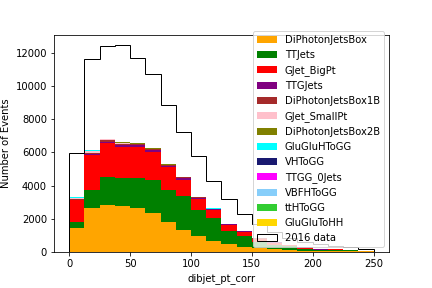 12000
10000
8000
6000
4000
2000
0
Number of Events
0
50
100
150
200
250
dibjet_pt_corr
DiPhotonJetsBox
TTJets
GJet_BigPt
TTGJets
DiPhotonJetsBox1B
GJet_SmallPt
DiPhotonJetsBox2B
GluGluHToGG
VHToGG
TTGG_0Jets
VBFHToGG
ttHToGG
GluGluToHH
2016 data